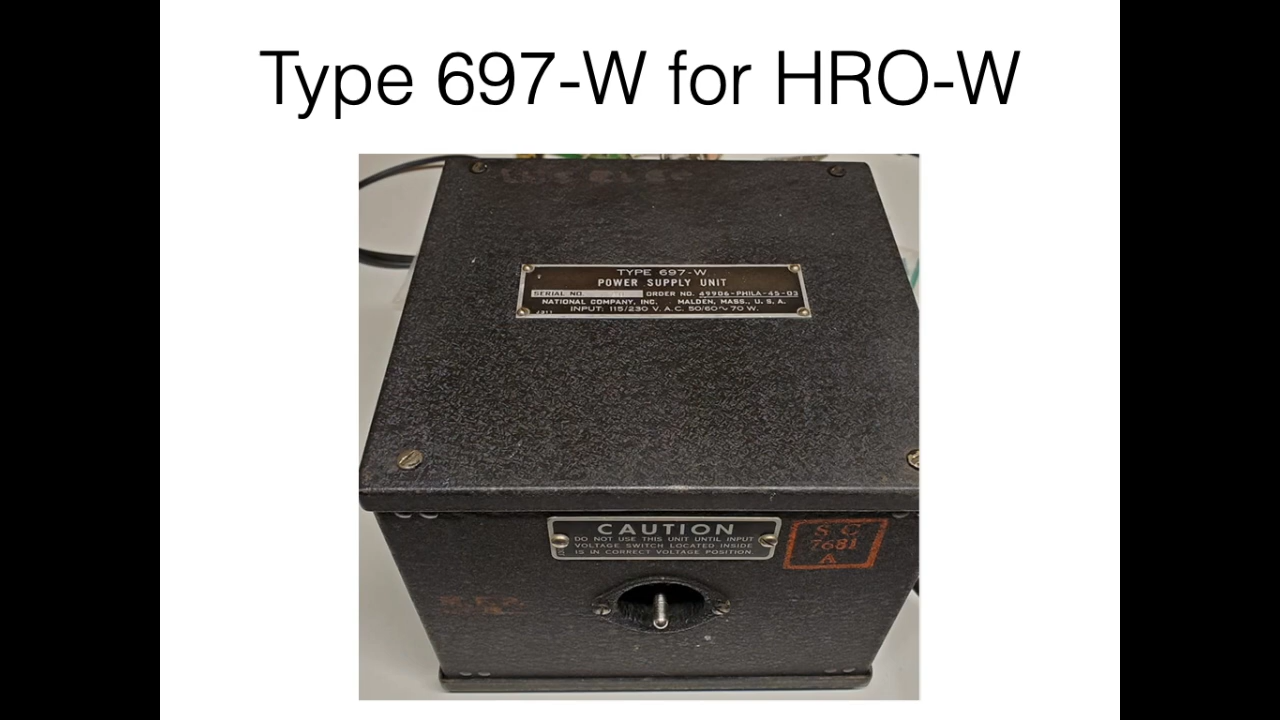 Type 697-W for HRO-W
TYPE 697-W
POWER SUPPLY UNIT
SERIAL NO. ORDER NO. 49906-PHILA-45-03
NATIONAL COMPANY, INC. MALDEN, MASS., U. S. A.
INPUT: 115/230 V. A.C. 50/60~ 70 W.
CAUTION
DO NOT USE THIS UNIT UNTIL INPUT
VOLTAGE SWITCH LOCATED INSIDE
IS IN CORRECT VOLTAGE POSITION
S. C.
7681
A